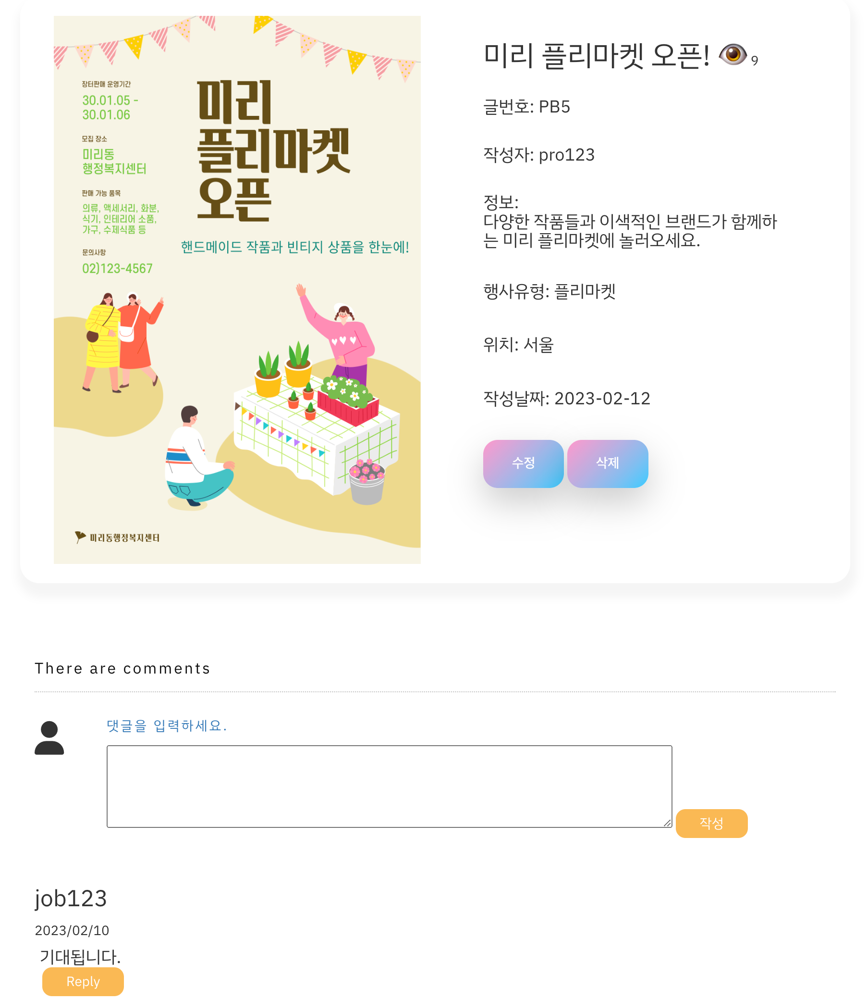 장터판매 운영기간
30.01.05 -
30.01.06
모집 장소
미리동
행정복지센터
판매 가능 품목
의류, 액세서리, 화분,
식기, 인테리어 소품,
가구, 수제식품 등
문의사항
02)123-4567
미리
플리마켓
오픈
핸드메이드 작품과 빈티지 상품을 한눈에!
미리동행정복지센터
미리 플리마켓 오픈! 👁️ 9
글번호: PB5
작성자: pro123
정보:
다양한 작품들과 이색적인 브랜드가 함께하
는 미리 플리마켓에 놀러오세요.
행사유형: 플리마켓
위치: 서울
작성날짜: 2023-02-12
수정 삭제
There are comments
댓글을 입력하세요.
작성
job123
2023/02/10
기대됩니다.
Reply